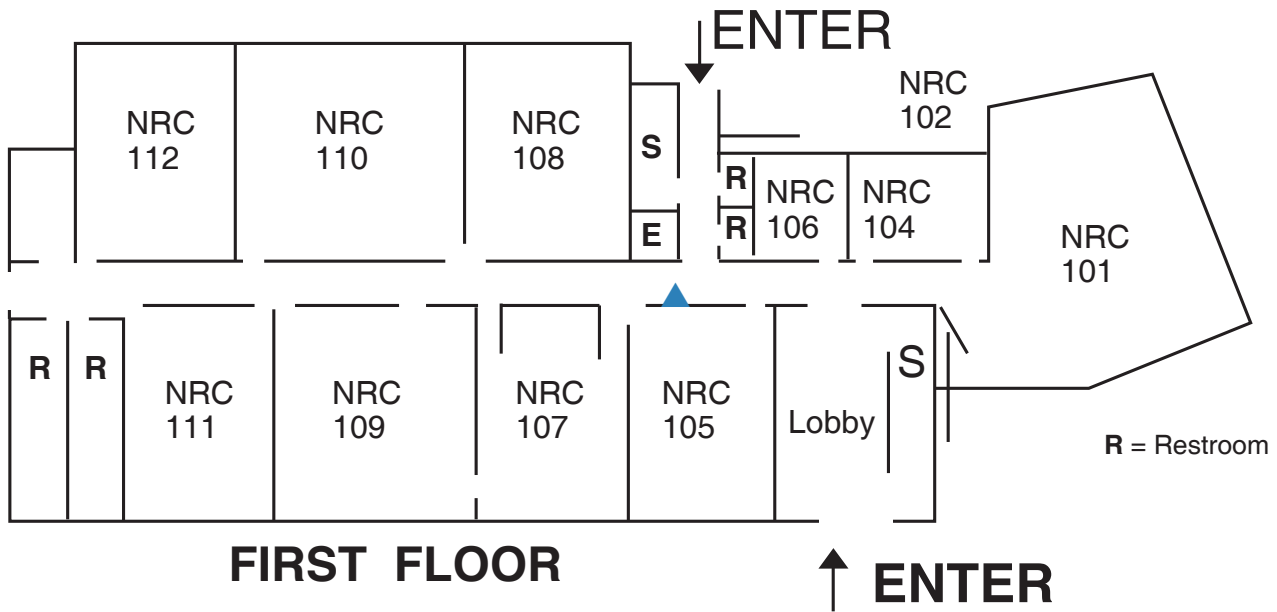 ENTER
NRC
102
NRC
112
NRC
110
NRC
108
S
E
R
R
NRC
106
NRC
104
NRC
101
R
R
NRC
111
NRC
109
NRC
107
NRC
105
Lobby
S
R = Restroom
FIRST FLOOR
ENTER